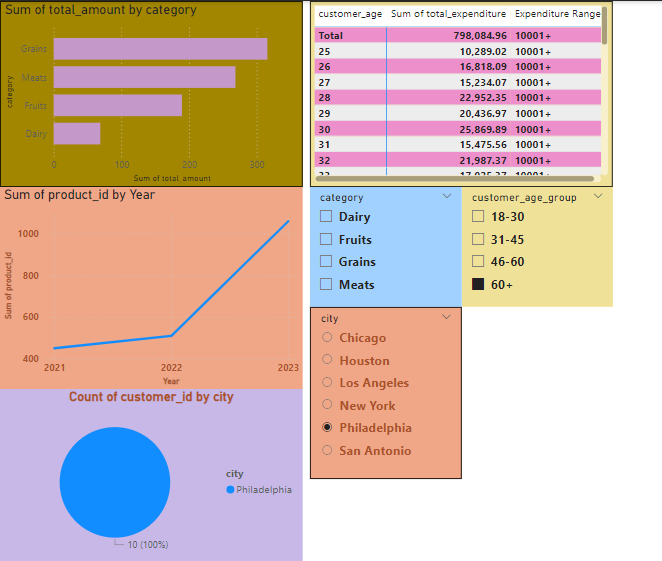 Sum of total_amount by category
category
Grains
Meats
Fruits
Dairy
0 100 200 300
Sum of total_amount
customer_age Sum of total_expenditure Expenditure Range
Total 798,084.96 10001+
25 10,289.02 10001+
26 16,818.09 10001+
27 15,234.07 10001+
28 22,952.35 10001+
29 20,436.97 10001+
30 25,869.89 10001+
31 15,475.56 10001+
32 21,987.37 10001+
Sum of product_id by Year
Sum of product_id
1000
800
600
400
2021 2022 2023
Year
category
Dairy
Fruits
Grains
Meats
customer_age_group
18-30
31-45
46-60
60+
city
Chicago
Houston
Los Angeles
New York
Philadelphia
San Antonio
Count of customer_id by city
city
Philadelphia
10 (100%)